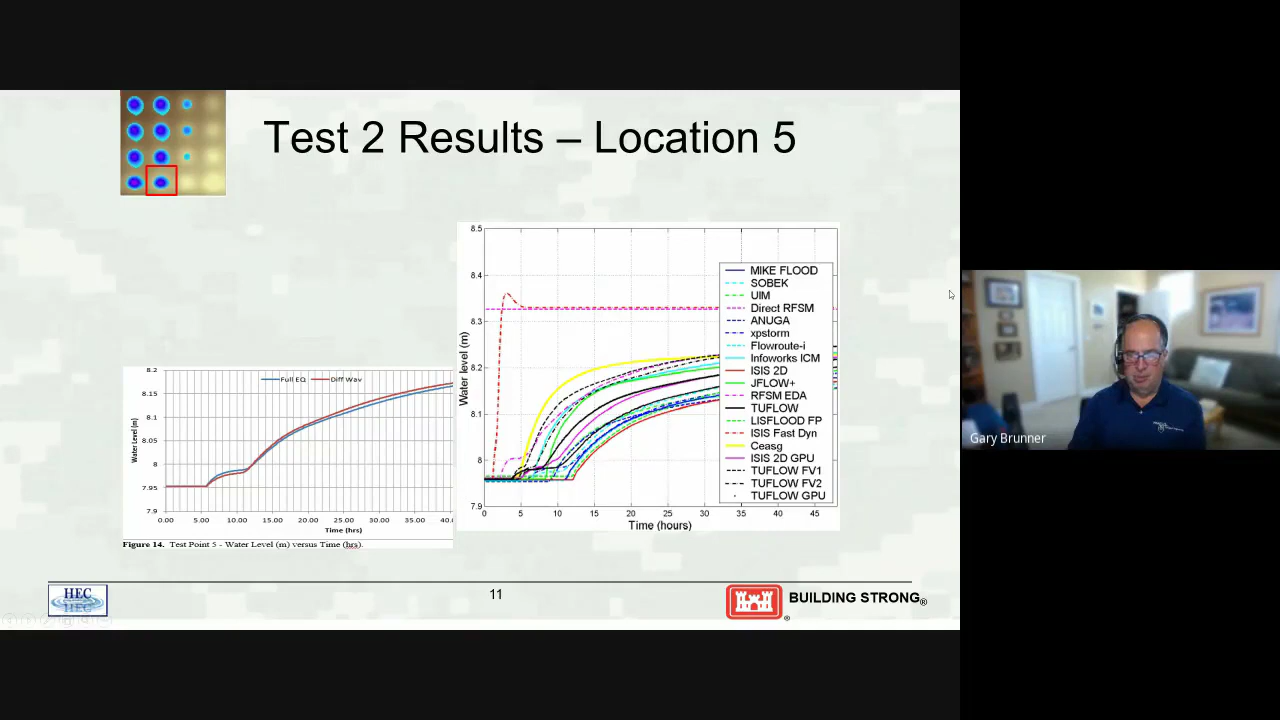 Test 2 Results – Location 5
8.2
8.15
8.1
8.05
8
7.95
7.9
Water Level (m)
Full EQ
Diff Wav
0.00 5.00 10.00 15.00 20.00 25.00 30.00 35.00 40.
Time (hrs)
Figure 14. Test Point 5 - Water Level (m) versus Time (hrs).
8.5
8.4
8.3
8.2
8.1
8
7.9
Water level (m)
0 5 10 15 20 25 30 35 40 45
Time (hours)
MIKE FLOOD
SOBEK
UIM
Direct RFSM
ANUGA
xpstorm
Flowroute-i
Infoworks ICM
ISIS 2D
JFLOW+
RFSM EDA
TUFLOW
LISFLOOD FP
ISIS Fast Dyn
Ceasg
ISIS 2D GPU
TUFLOW FV1
TUFLOW FV2
TUFLOW GPU
Gary Brunner
HEC
11
BUILDING STRONG®
®